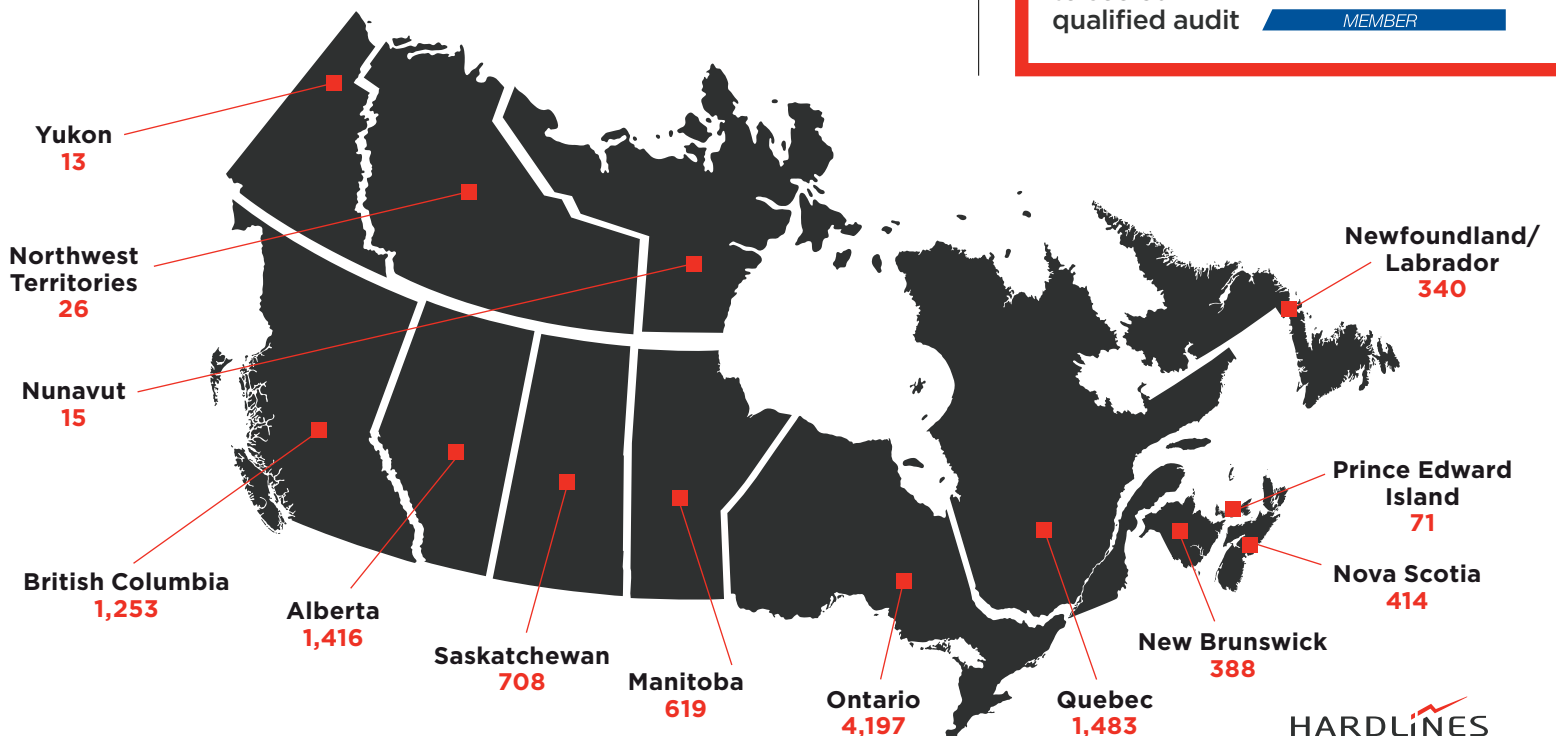 qualified audit
MEMBER
Yukon
13
Northwest
Territories
26
Nunavut
15
British Columbia
1,253
Alberta
1,416
Saskatchewan
708
Manitoba
619
Ontario
4,197
Quebec
1,483
New Brunswick
388
Nova Scotia
414
Prince Edward
Island
71
Newfoundland/
Labrador
340
HARDLINES